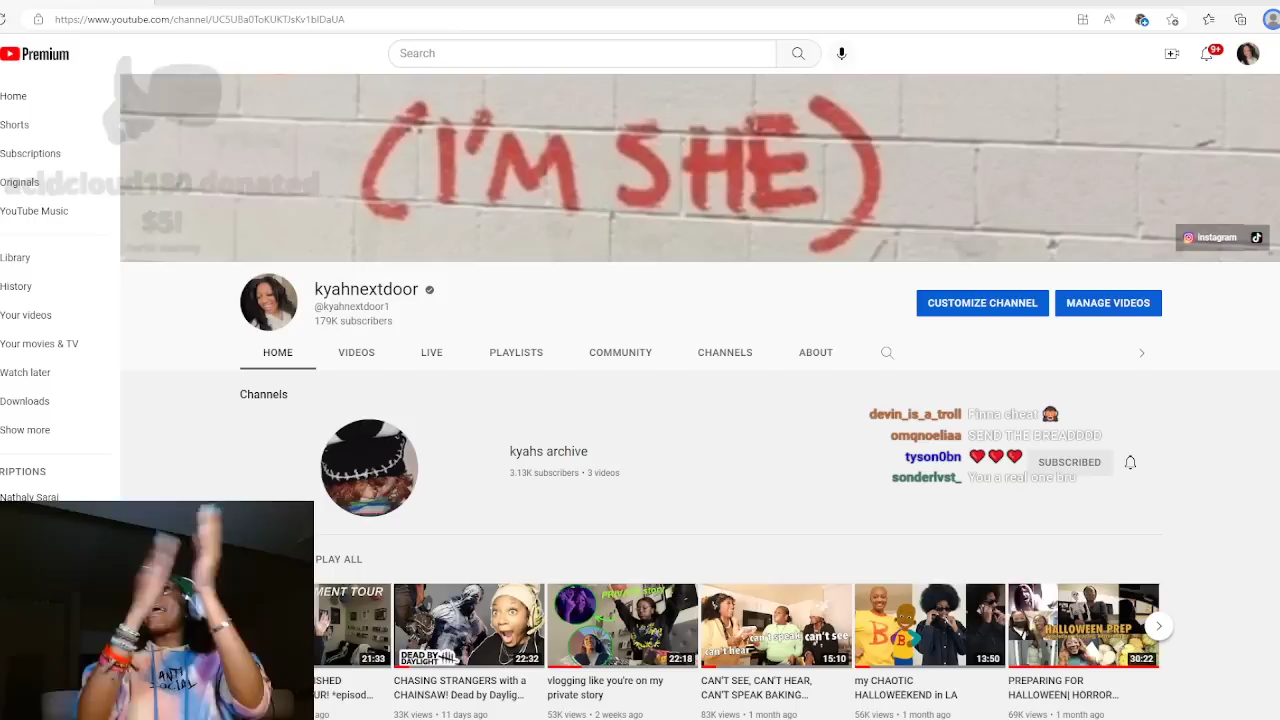 https://www.youtube.com/channel/UC5UBa0ToKUKTJsKv1bIDaUA
Premium
Search
9+
Home
Shorts
Subscriptions
Originals
YouTube Music
acidcloud180 donated
$5!
(I'M SHE)
Instagram
Library
History
Your videos
Your movies & TV
Watch later
Downloads
Show more
RIPTIONS
Nathaly Sarai
kyahnextdoor
@kyahnextdoor1
179K subscribers
CUSTOMIZE CHANNEL
MANAGE VIDEOS
HOME VIDEOS LIVE PLAYLISTS COMMUNITY CHANNELS ABOUT
Channels
kyahs archive
3.13K subscribers • 3 videos
devin_is_a_troll Finna cheat
omqnoeliaa SEND THE BREADDDD
tyson0bn
SUBSCRIBED
sonderlvst_ You a real one bru
PLAY ALL
MENT TOUR
21:33
DEAD BY
DAYLIGHT
22:32
PRIVATE story
22:18
can't hear
can't speak
can't see
15:10
B
B
13:50
HALLOWEEN PREP
30:22
ANTI
SOCIAL
SHED
UR! *episod...
ago
CHASING STRANGERS with a
CHAINSAW! Dead by Daylig...
33K views • 11 days ago
vlogging like you're on my
private story
53K views • 2 weeks ago
CAN'T SEE, CAN'T HEAR,
CAN'T SPEAK BAKING...
83K views • 1 month ago
my CHAOTIC
HALLOWEEKEND in LA
56K views • 1 month ago
PREPARING FOR
HALLOWEEN| HORROR...
69K views • 1 month ago